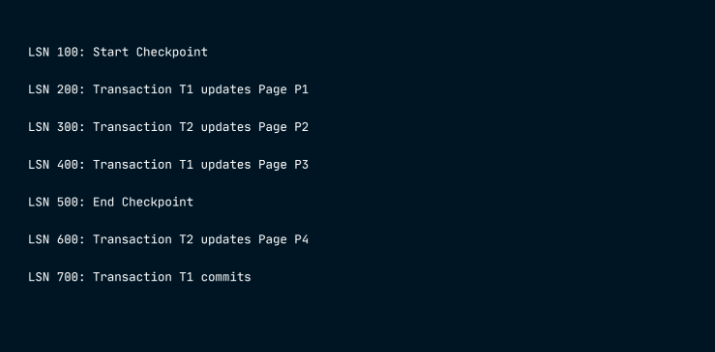 LSN 100: Start Checkpoint
LSN 200: Transaction T1 updates Page P1
LSN 300: Transaction T2 updates Page P2
LSN 400: Transaction T1 updates Page P3
LSN 500: End Checkpoint
LSN 600: Transaction T2 updates Page P4
LSN 700: Transaction T1 commits